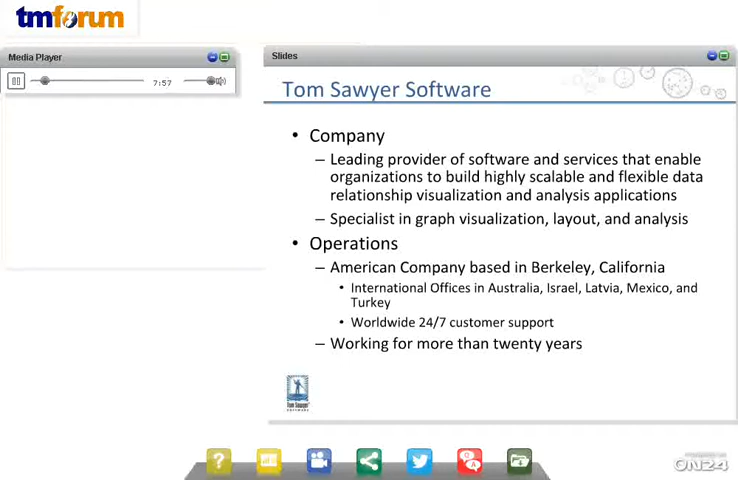 tmforum
Media Player
7:57
Slides
Tom Sawyer Software
• Company
– Leading provider of software and services that enable
organizations to build highly scalable and flexible data
relationship visualization and analysis applications
– Specialist in graph visualization, layout, and analysis
• Operations
– American Company based in Berkeley, California
• International Offices in Australia, Israel, Latvia, Mexico, and
Turkey
• Worldwide 24/7 customer support
– Working for more than twenty years
Tom Sawyer
SOFTWARE
?
Q
A
ON24